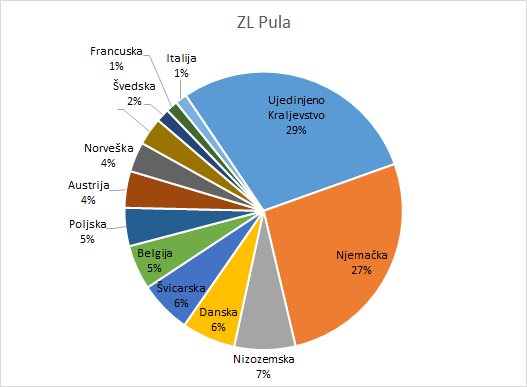 ZL Pula
Ujedinjeno
Kraljevstvo
29%
Njemačka
27%
Nizozemska
7%
Danska
6%
Švicarska
6%
Belgija
5%
Poljska
5%
Austrija
4%
Norveška
4%
Švedska
2%
Francuska
1%
Italija
1%